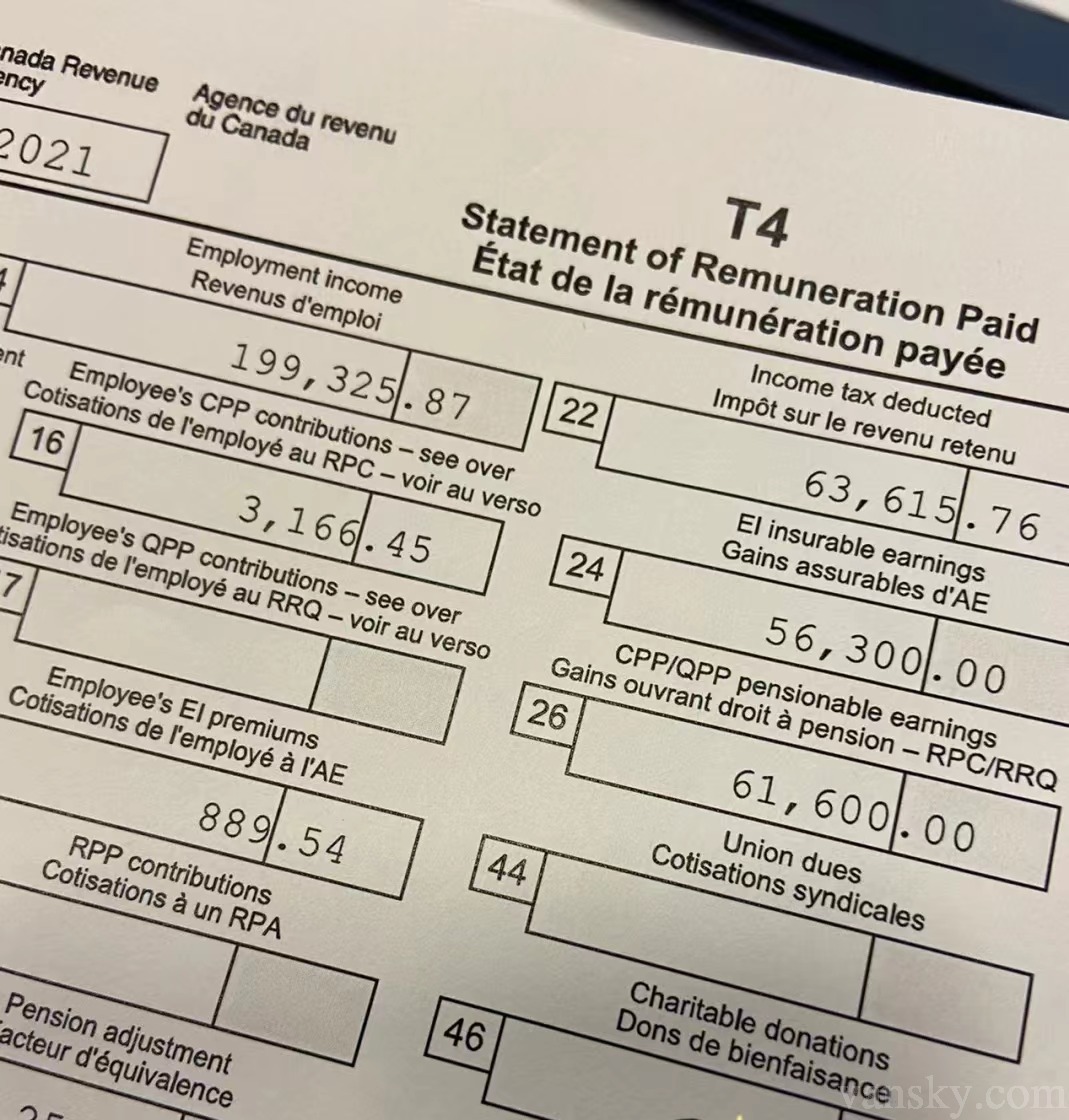 nada Revenue
ency
Agence du revenu
du Canada
2021
T4
Statement of Remuneration Paid
État de la rémunération payée
Employment income
Revenus d'emploi
199,325.87
Income tax deducted
Impôt sur le revenu retenu
22
63,615.76
ent
Employee's CPP contributions – see over
Cotisations de l'employé au RPC – voir au verso
16
3,166.45
EI insurable earnings
Gains assurables d'AE
24
56,300.00
Employee's QPP contributions – see over
tisations de l'employé au RRQ – voir au verso
7
CPP/QPP pensionable earnings
Gains ouvrant droit à pension – RPC/RRQ
26
61,600.00
Employee's EI premiums
Cotisations de l'employé à l'AE
889.54
Union dues
Cotisations syndicales
44
RPP contributions
Cotisations à un RPA
Charitable donations
Dons de bienfaisance
46
Pension adjustment
acteur d'équivalence
vansky.com